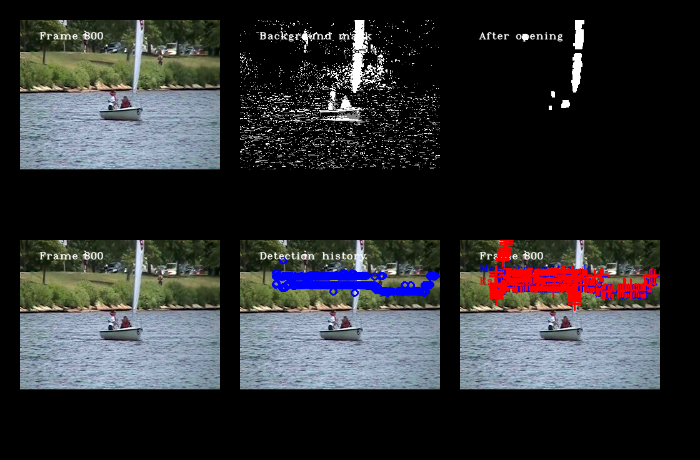 Frame 800
Background mask
After opening
Frame 800
Detection history
Frame 800